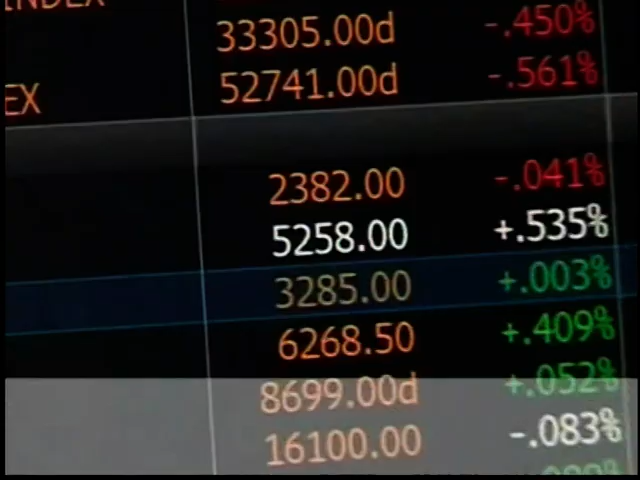 INDEX
33305.00d -.450%
EX 52741.00d -.561%
2382.00 -.041%
5258.00 +.535%
3285.00 +.003%
6268.50 +.409%
8699.00d +.052%
16100.00 -.083%